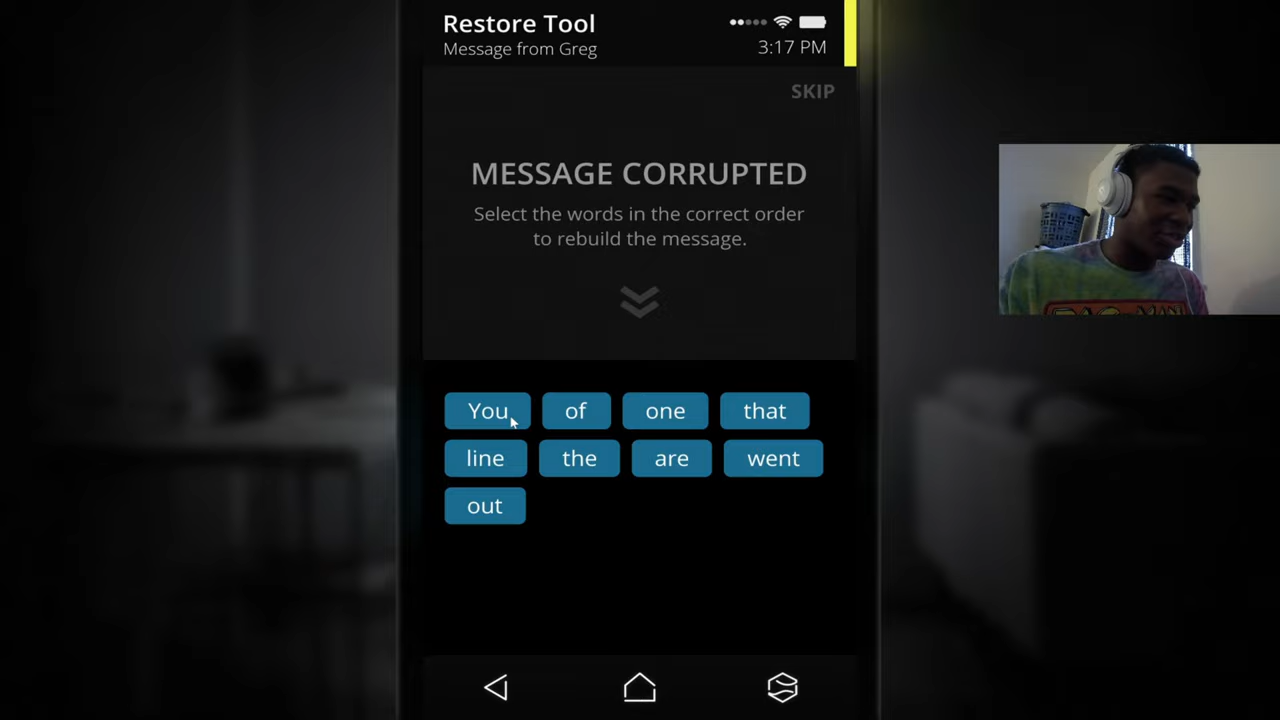 Restore Tool
Message from Greg
3:17 PM
SKIP
MESSAGE CORRUPTED
Select the words in the correct order
to rebuild the message.
You of one that
line the are went
out